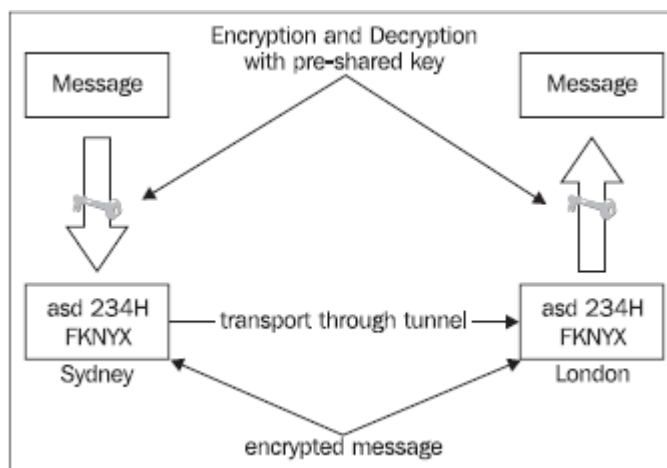 Encryption and Decryption
with pre-shared key
Message
Message
asd 234H
FKNYX
Sydney
transport through tunnel
asd 234H
FKNYX
London
encrypted message